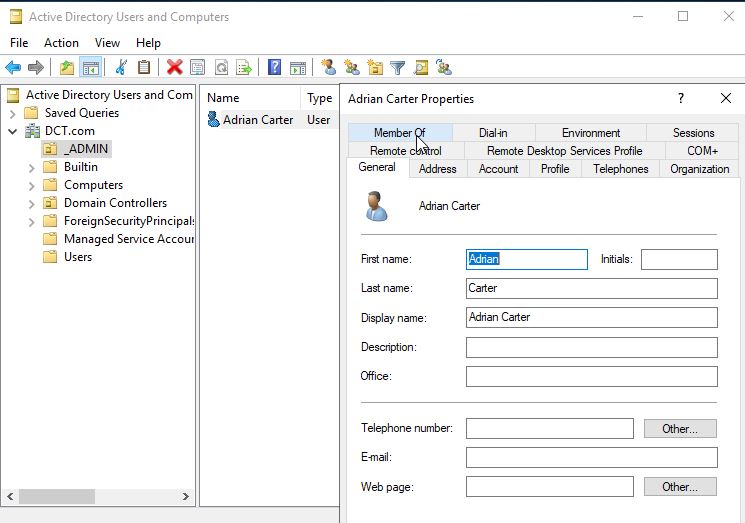 Active Directory Users and Computers
File Action View Help
Active Directory Users and Com
Saved Queries
DCT.com
_ADMIN
Builtin
Computers
Domain Controllers
ForeignSecurityPrincipals
Managed Service Accour
Users
Name Type
Adrian Carter User
Adrian Carter Properties ?
Member Of Dial-in Environment Sessions
Remote control Remote Desktop Services Profile COM+
General Address Account Profile Telephones Organization
Adrian Carter
First name: Adrian Initials:
Last name: Carter
Display name: Adrian Carter
Description:
Office:
Telephone number: Other...
E-mail:
Web page: Other...